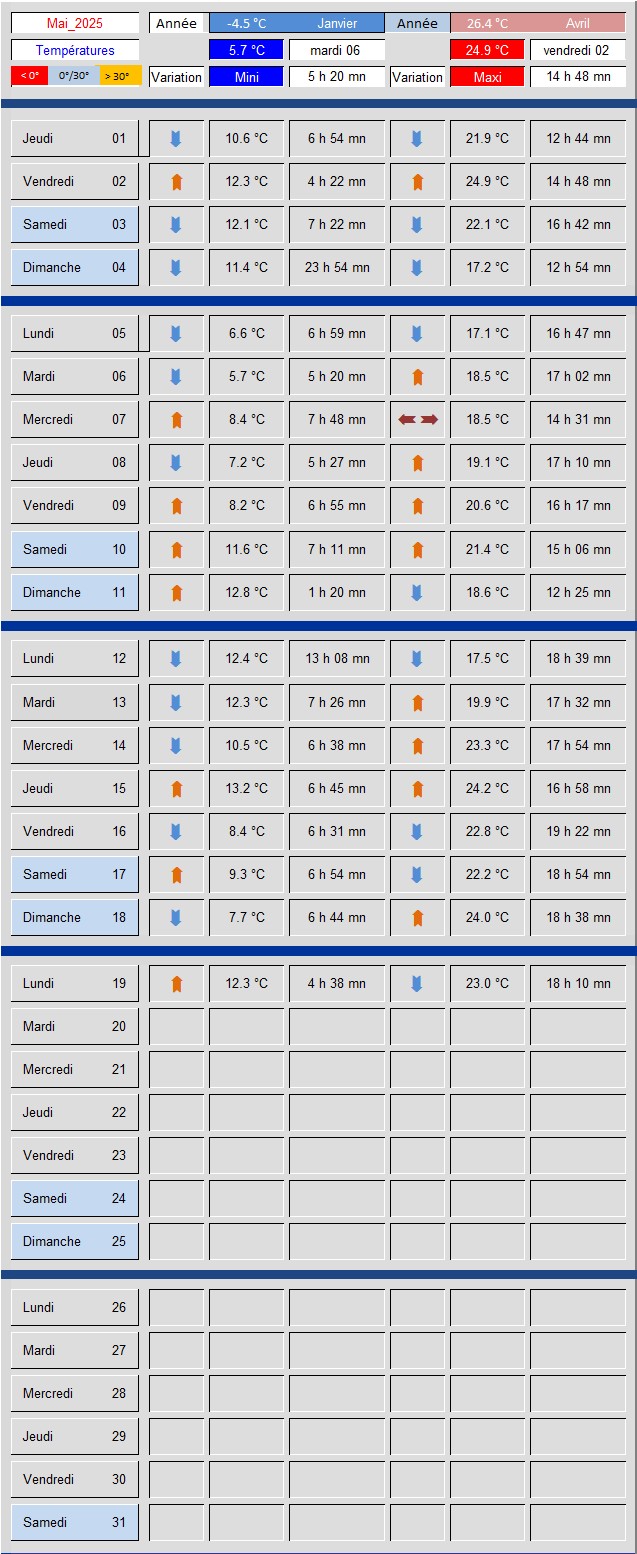 Mai_2025 Année -4.5 °C Janvier Année 26.4 °C Avril
Températures 5.7 °C mardi 06 24.9 °C vendredi 02
< 0° 0°/30° > 30° Variation Mini 5 h 20 mn Variation Maxi 14 h 48 mn
Jeudi 01 10.6 °C 6 h 54 mn 21.9 °C 12 h 44 mn
Vendredi 02 12.3 °C 4 h 22 mn 24.9 °C 14 h 48 mn
Samedi 03 12.1 °C 7 h 22 mn 22.1 °C 16 h 42 mn
Dimanche 04 11.4 °C 23 h 54 mn 17.2 °C 12 h 54 mn
Lundi 05 6.6 °C 6 h 59 mn 17.1 °C 16 h 47 mn
Mardi 06 5.7 °C 5 h 20 mn 18.5 °C 17 h 02 mn
Mercredi 07 8.4 °C 7 h 48 mn 18.5 °C 14 h 31 mn
Jeudi 08 7.2 °C 5 h 27 mn 19.1 °C 17 h 10 mn
Vendredi 09 8.2 °C 6 h 55 mn 20.6 °C 16 h 17 mn
Samedi 10 11.6 °C 7 h 11 mn 21.4 °C 15 h 06 mn
Dimanche 11 12.8 °C 1 h 20 mn 18.6 °C 12 h 25 mn
Lundi 12 12.4 °C 13 h 08 mn 17.5 °C 18 h 39 mn
Mardi 13 12.3 °C 7 h 26 mn 19.9 °C 17 h 32 mn
Mercredi 14 10.5 °C 6 h 38 mn 23.3 °C 17 h 54 mn
Jeudi 15 13.2 °C 6 h 45 mn 24.2 °C 16 h 58 mn
Vendredi 16 8.4 °C 6 h 31 mn 22.8 °C 19 h 22 mn
Samedi 17 9.3 °C 6 h 54 mn 22.2 °C 18 h 54 mn
Dimanche 18 7.7 °C 6 h 44 mn 24.0 °C 18 h 38 mn
Lundi 19 12.3 °C 4 h 38 mn 23.0 °C 18 h 10 mn
Mardi 20
Mercredi 21
Jeudi 22
Vendredi 23
Samedi 24
Dimanche 25
Lundi 26
Mardi 27
Mercredi 28
Jeudi 29
Vendredi 30
Samedi 31